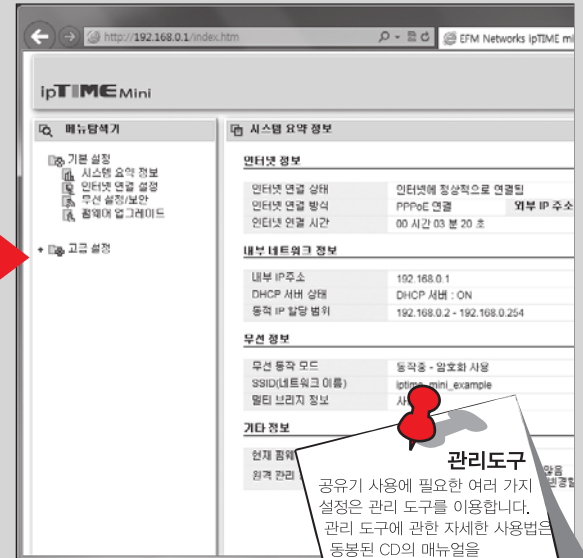 http://192.168.0.1/index.htm
EFM Networks ipTIME mi
ipTIME Mini
메뉴탐색기
기본 설정
시스템 요약 정보
인터넷 연결 설정
무선 설정/보안
펌웨어 업그레이드
고급 설정
시스템 요약 정보
인터넷 정보
인터넷 연결 상태 인터넷에 정상적으로 연결됨
인터넷 연결 방식 PPPoE 연결 외부 IP 주소
인터넷 연결 시간 00 시간 03 분 20 초
내부 네트워크 정보
내부 IP주소 192.168.0.1
DHCP 서버 상태 DHCP 서버 : ON
동적 IP 할당 범위 192.168.0.2 - 192.168.0.254
무선 정보
무선 동작 모드 동작중 - 암호화 사용
SSID(네트워크 이름) iptime_mini_example
멀티 브리지 정보
기타 정보
현재 펌웨
원격 관리
않음
관리도구
공유기 사용에 필요한 여러 가지
설정은 관리 도구를 이용합니다.
관리 도구에 관한 자세한 사용법은
동봉된 CD의 매뉴얼을